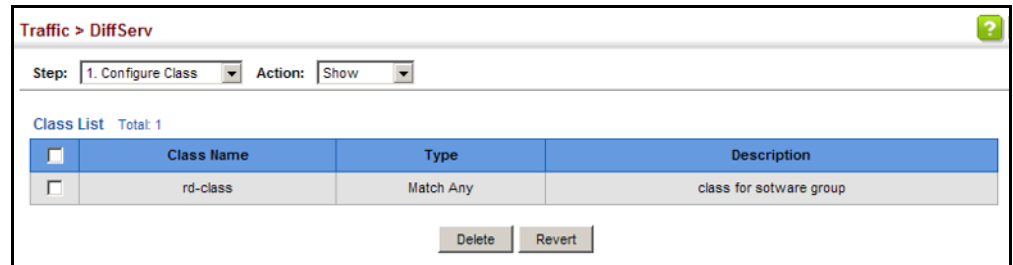 Traffic > DiffServ ?
Step: 1. Configure Class Action: Show
Class List Total: 1
Class Name Type Description
rd-class Match Any class for sotware group
Delete Revert